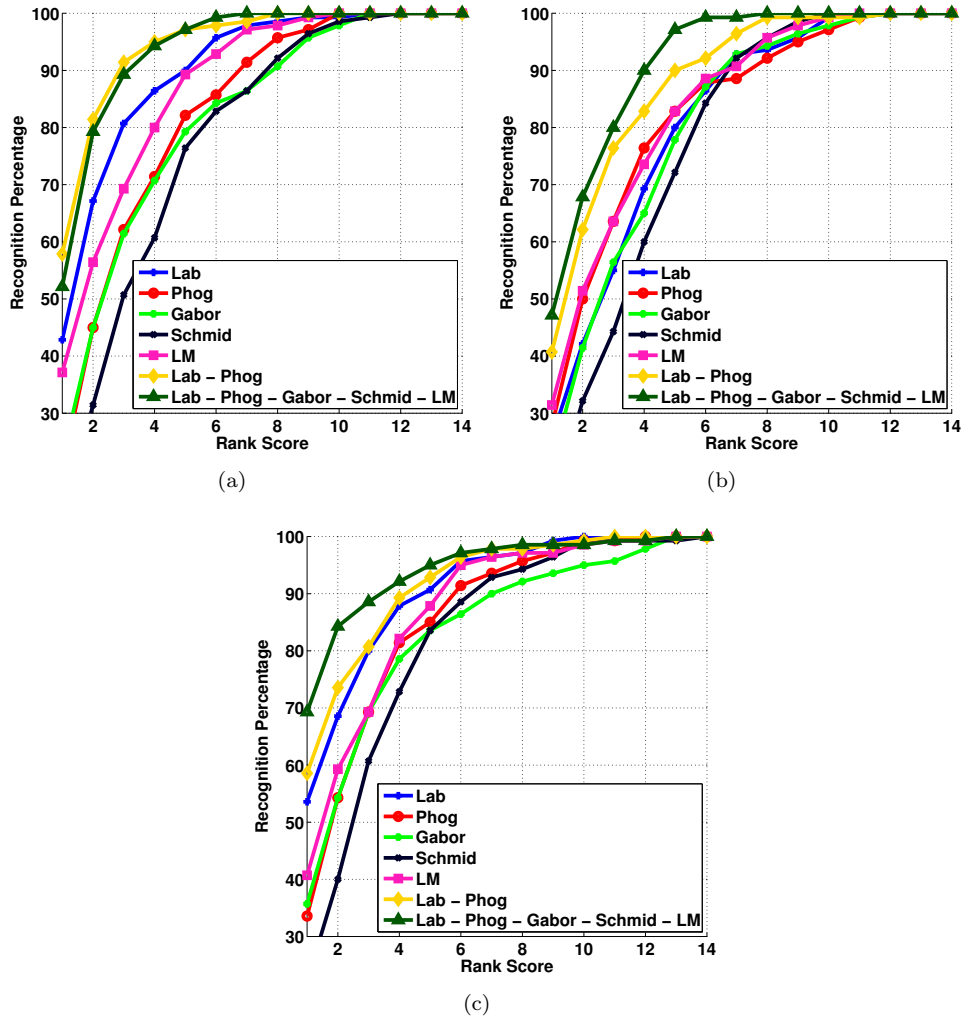 100
90
80
70
60
50
40
30
Recognition Percentage
Lab
Phog
Gabor
Schmid
LM
Lab – Phog
Lab – Phog – Gabor – Schmid – LM
2 4 6 8 10 12 14
Rank Score
(a)
100
90
80
70
60
50
40
30
Recognition Percentage
Lab
Phog
Gabor
Schmid
LM
Lab – Phog
Lab – Phog – Gabor – Schmid – LM
2 4 6 8 10 12 14
Rank Score
(b)
100
90
80
70
60
50
40
30
Recognition Percentage
Lab
Phog
Gabor
Schmid
LM
Lab – Phog
Lab – Phog – Gabor – Schmid – LM
2 4 6 8 10 12 14
Rank Score
(c)